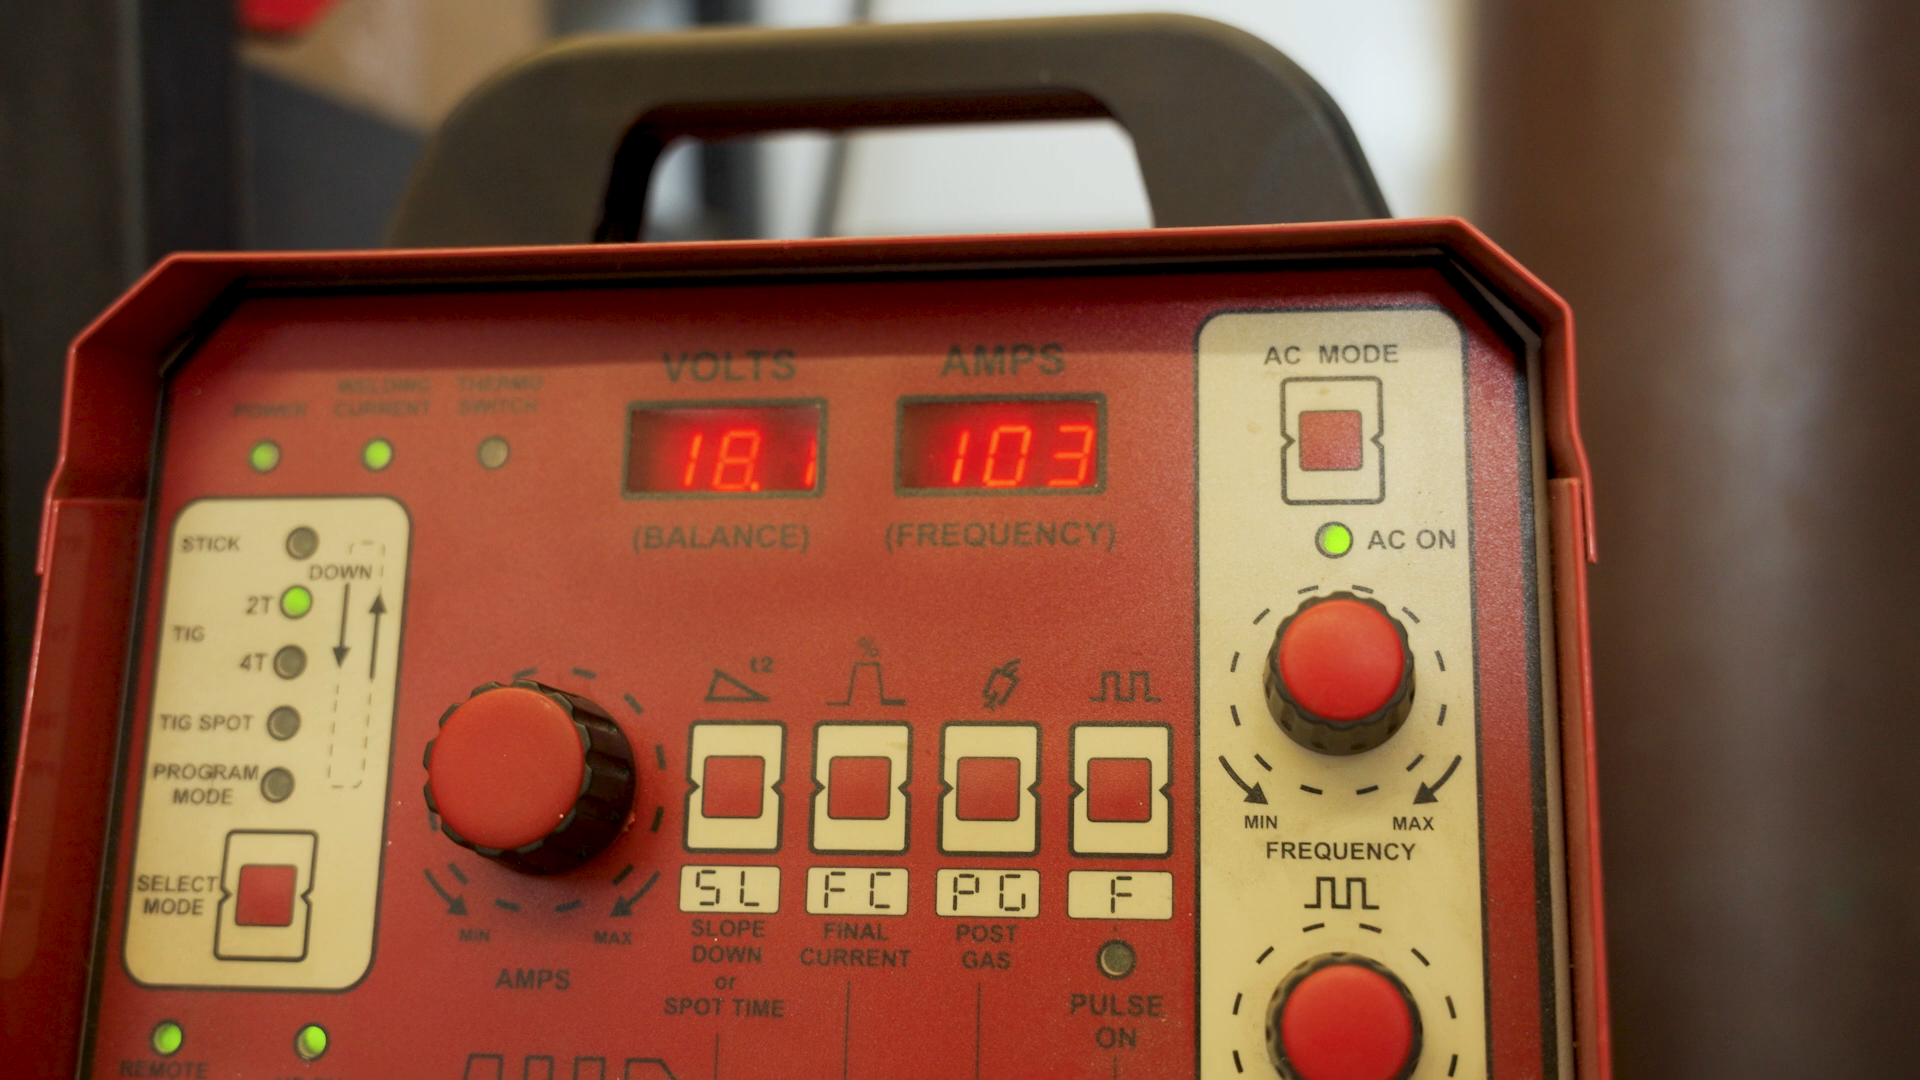 VOLTS
AMPS
AC MODE
WELDING
THERMO
POWER
CURRENT
SWITCH
18.1
103
(BALANCE)
(FREQUENCY)
AC ON
STICK
DOWN
2T
TIG
4T
TIG SPOT
PROGRAM
MODE
SELECT
MODE
MIN
MAX
AMPS
t2
%
SL
FC
PG
F
SLOPE
DOWN
or
SPOT TIME
FINAL
CURRENT
POST
GAS
PULSE
ON
MIN
MAX
FREQUENCY
REMOTE